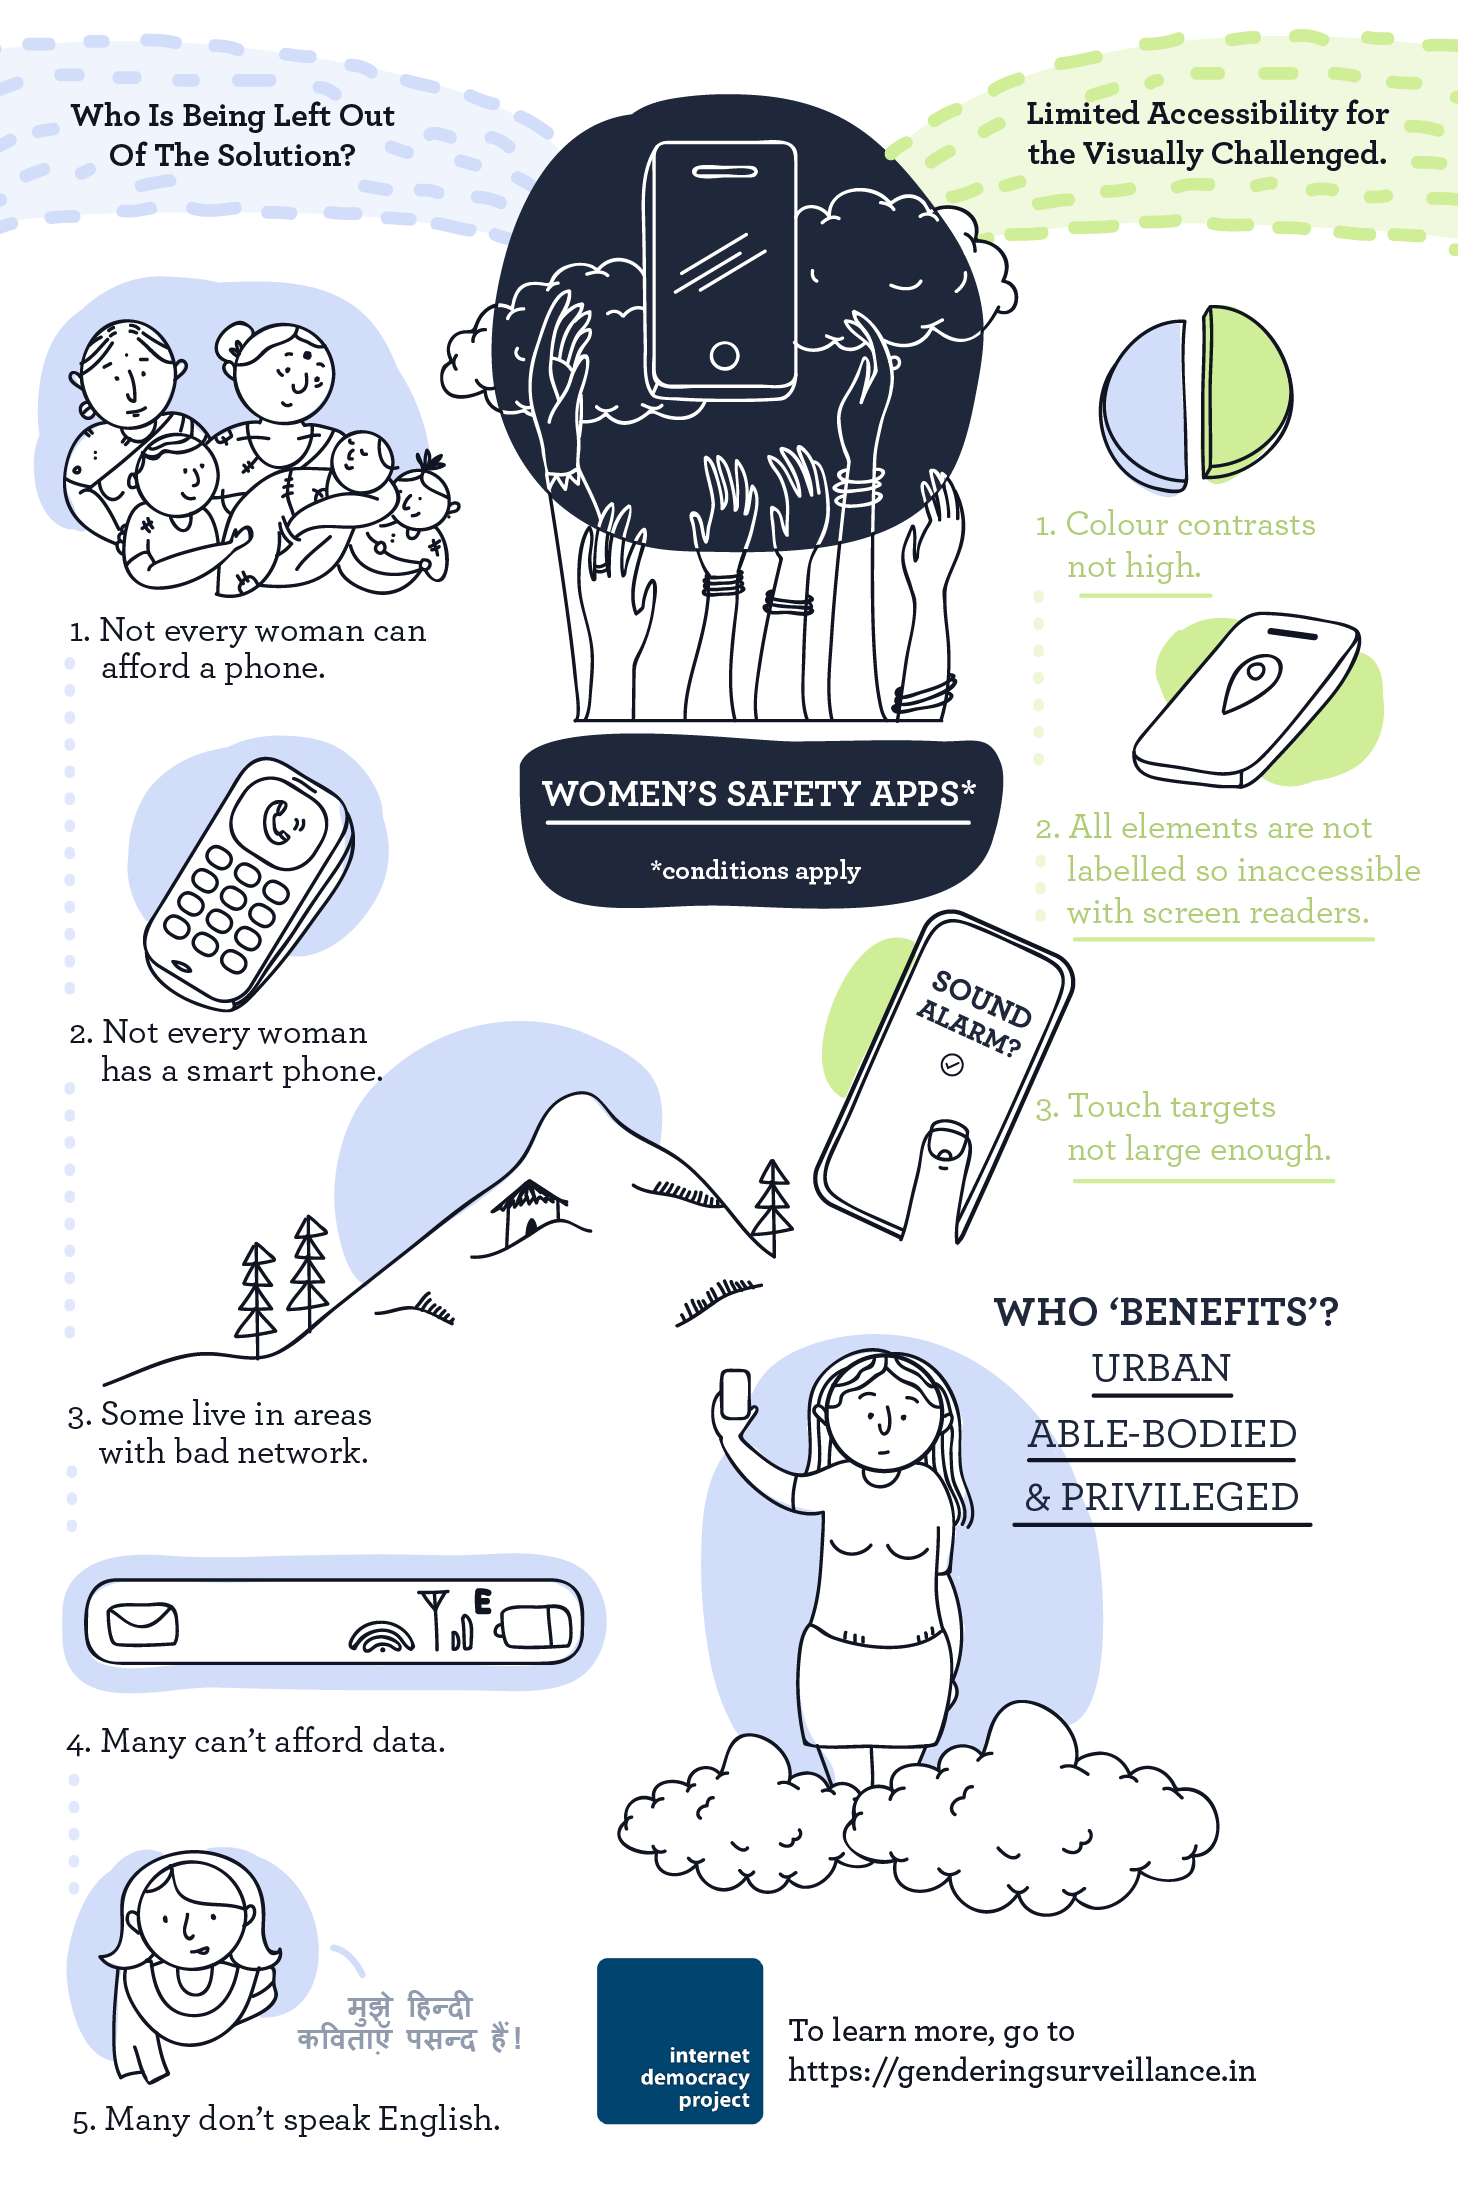 Who Is Being Left Out
Of The Solution?
1. Not every woman can
afford a phone.
2. Not every woman
has a smart phone.
3. Some live in areas
with bad network.
E
4. Many can't afford data.
मुझे हिन्दी
कविताएँ पसन्द हैं!
5. Many don't speak English.
WOMEN'S SAFETY APPS*
*conditions apply
Limited Accessibility for
the Visually Challenged.
1. Colour contrasts
not high.
2. All elements are not
labelled so inaccessible
with screen readers.
SOUND
ALARM?
3. Touch targets
not large enough.
WHO ‘BENEFITS’?
URBAN
ABLE-BODIED
& PRIVILEGED
internet
democracy
project
To learn more, go to
https://genderingsurveillance.in